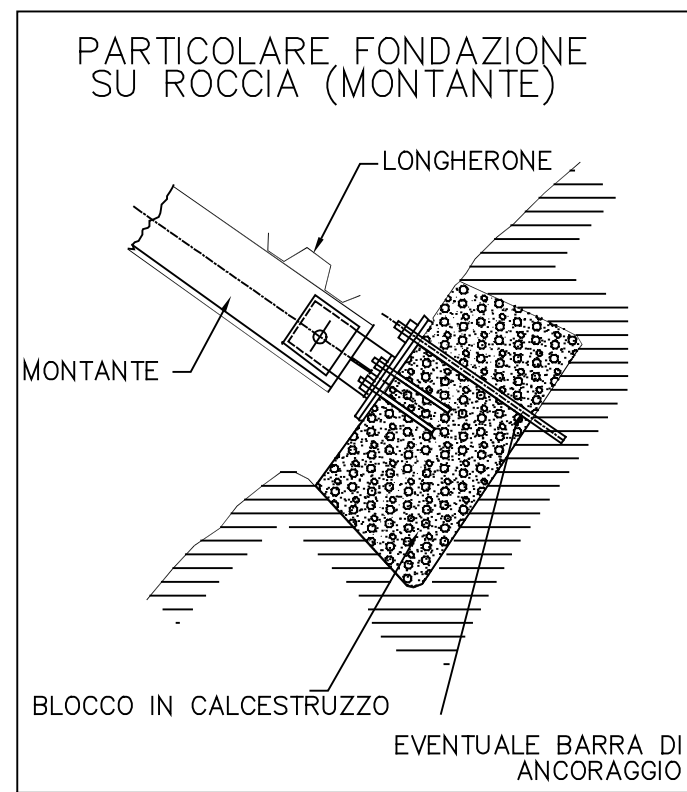 PARTICOLARE FONDAZIONE
SU ROCCIA (MONTANTE)
LONGHERONE
MONTANTE
BLOCCO IN CALCESTRUZZO
EVENTUALE BARRA DI
ANCORAGGIO